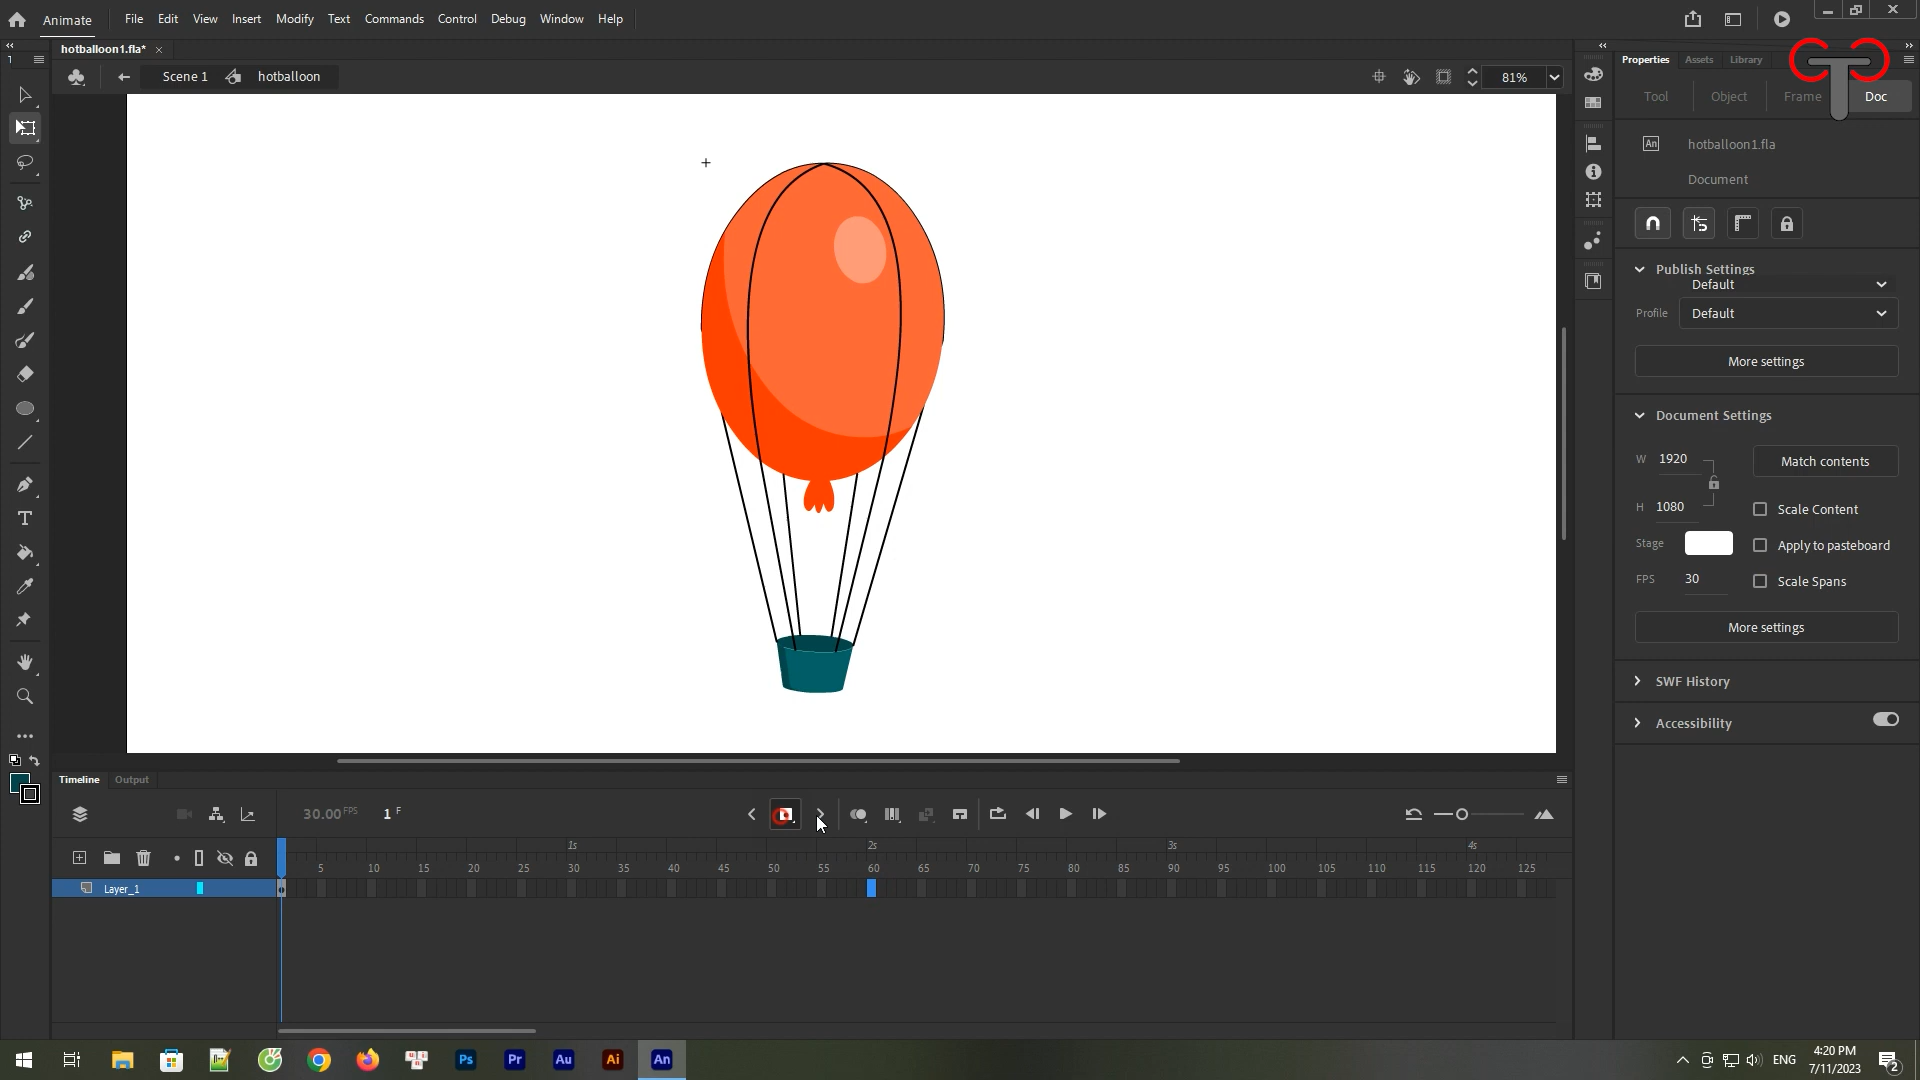 Animate File Edit View Insert Modify Text Commands Control Debug Window Help
hotballoon1.fla*
Scene 1 hotballoon 81%
Properties Assets Library
Tool Object Frame Doc
An hotballoon1.fla
Document
Publish Settings
Default
Profile Default
More settings
Document Settings
W 1920 Match contents
H 1080 Scale Content
Stage Apply to pasteboard
FPS 30 Scale Spans
More settings
SWF History
Accessibility
Timeline Output
30.00 FPS 1 F
1s 2s 3s 4s
5 10 15 20 25 30 35 40 45 50 55 60 65 70 75 80 85 90 95 100 105 110 115 120 125
Layer_1
Ps Pr Au Ai An
ENG 4:20 PM
7/11/2023
2